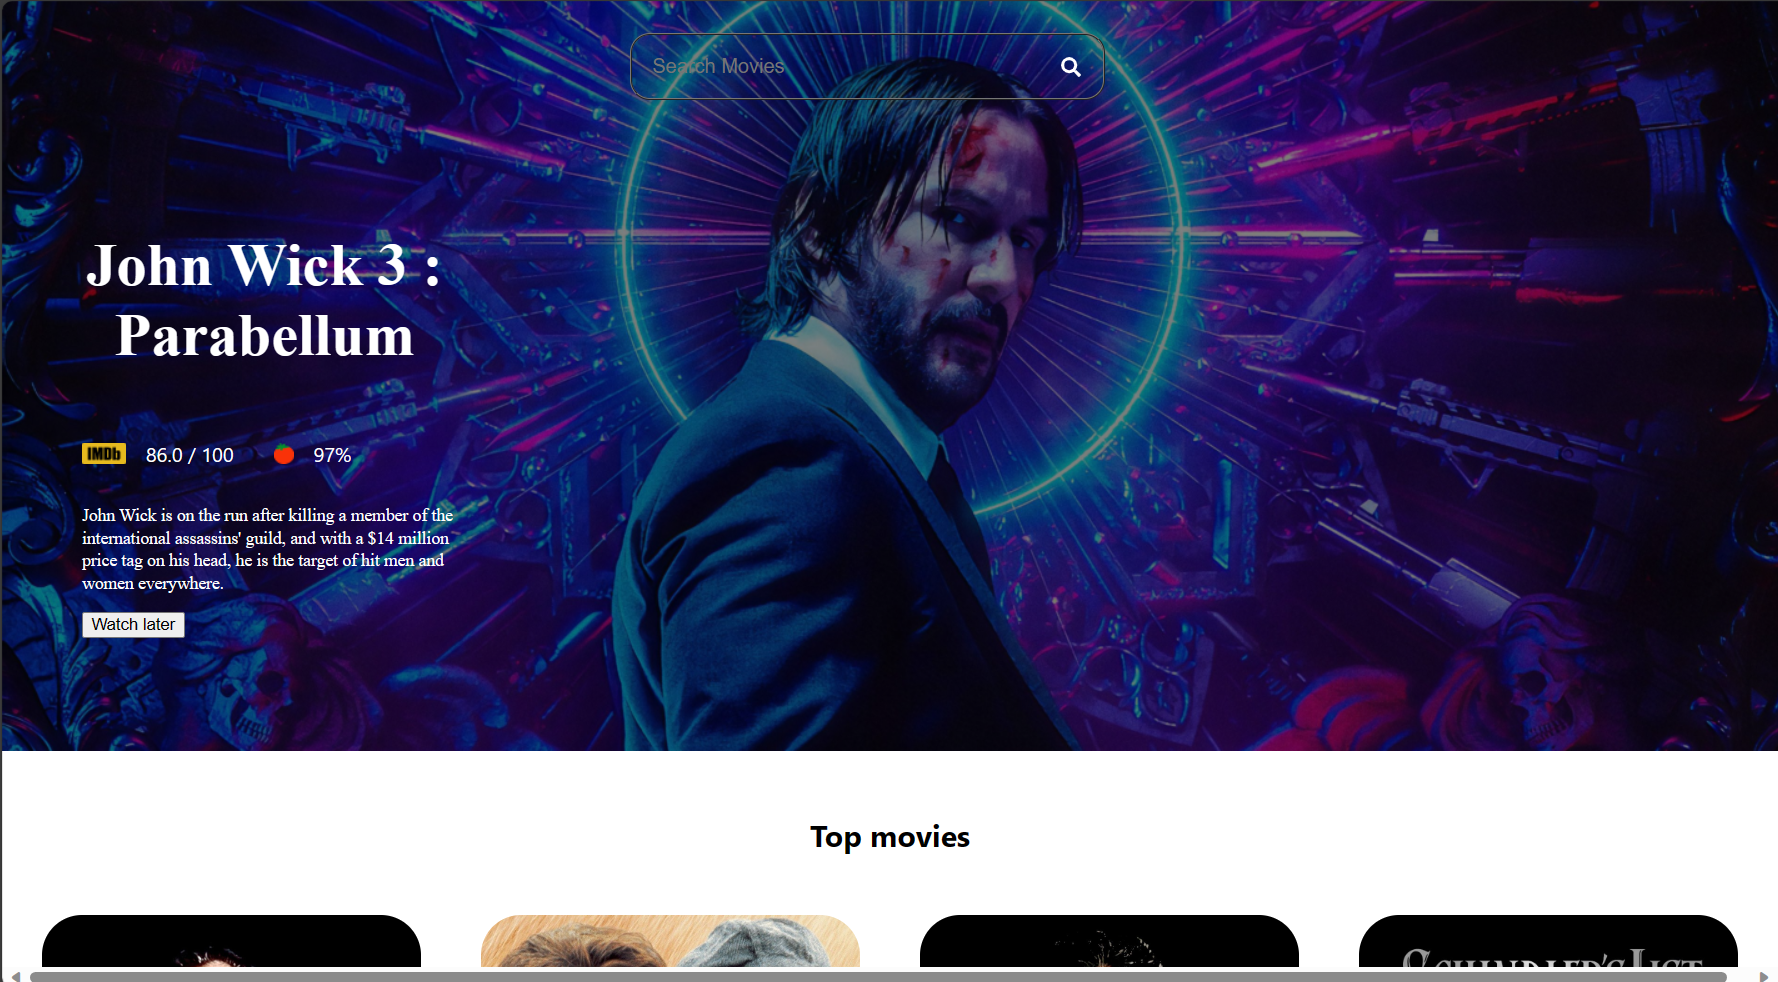 Search Movies
John Wick 3 :
Parabellum
IMDb 86.0 / 100 97%
John Wick is on the run after killing a member of the
international assassins' guild, and with a $14 million
price tag on his head, he is the target of hit men and
women everywhere.
Watch later
Top movies
SCHINDLER'S LIST